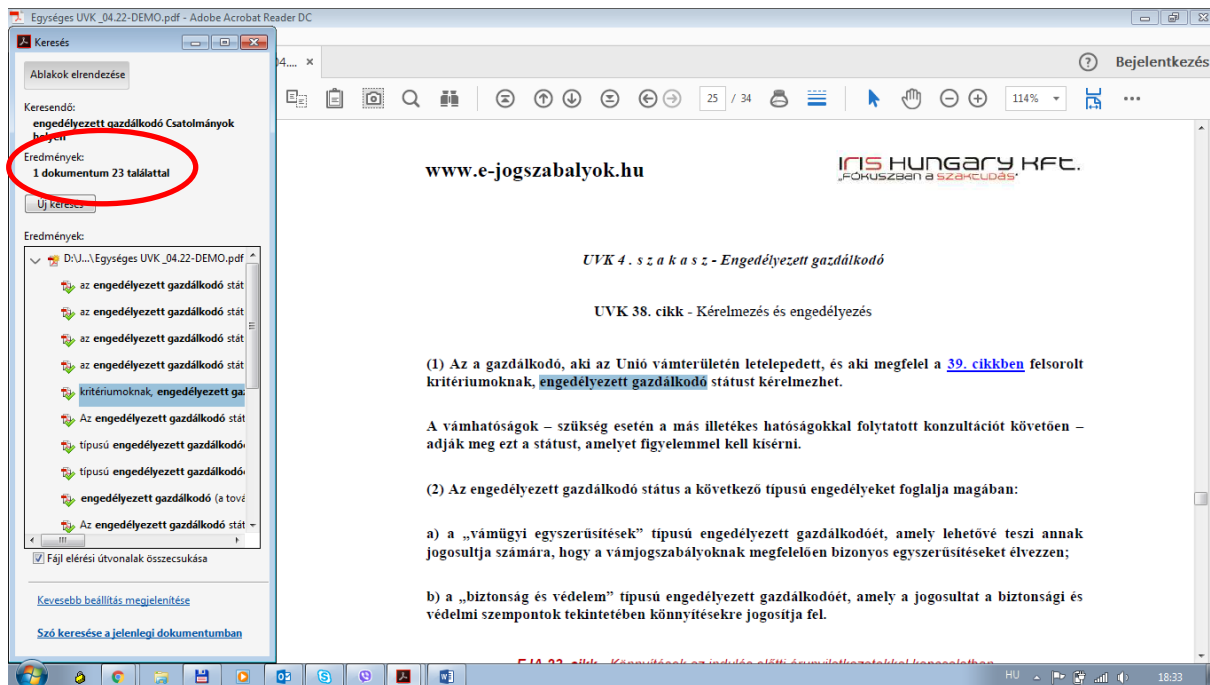 Egységes UVK _04.22-DEMO.pdf - Adobe Acrobat Reader DC
Keresés
Ablakok elrendezése
04.... ×
Bejelentkezés
25 / 34
114%
Keresendő:
engedélyezett gazdálkodó Csatolmányok
helyen
Eredmények:
1 dokumentum 23 találattal
Új keresés
Eredmények:
D:\J...\Egységes UVK _04.22-DEMO.pdf
az engedélyezett gazdálkodó stát
az engedélyezett gazdálkodó stát
az engedélyezett gazdálkodó stát
az engedélyezett gazdálkodó stát
kritériumoknak, engedélyezett ga
Az engedélyezett gazdálkodó stát
típusú engedélyezett gazdálkodó
típusú engedélyezett gazdálkodó
engedélyezett gazdálkodó (a tová
Az engedélyezett gazdálkodó stát
Fájl elérési útvonalak összecsukása
Kevesebb beállítás megjelenítése
Szó keresése a jelenlegi dokumentumban
www.e-jogszabalyok.hu
IRIS HUNGARY KFT.
„FÓKUSZBAN A SZAKTUDÁS"
UVK 4 . s z a k a s z - Engedélyezett gazdálkodó
UVK 38. cikk - Kérelmezés és engedélyezés
(1) Az a gazdálkodó, aki az Unió vámterületén letelepedett, és aki megfelel a 39. cikkben felsorolt
kritériumoknak, engedélyezett gazdálkodó státust kérelmezhet.
A vámhatóságok – szükség esetén a más illetékes hatóságokkal folytatott konzultációt követően –
adják meg ezt a státust, amelyet figyelemmel kell kísérni.
(2) Az engedélyezett gazdálkodó státus a következő típusú engedélyeket foglalja magában:
a) a „vámügyi egyszerűsítések” típusú engedélyezett gazdálkodóét, amely lehetővé teszi annak
jogosultja számára, hogy a vámjogszabályoknak megfelelően bizonyos egyszerűsítéseket élvezzen;
b) a „biztonság és védelem” típusú engedélyezett gazdálkodóét, amely a jogosultat a biztonsági és
védelmi szempontok tekintetében könnyítésekre jogosítja fel.
HU
18:33